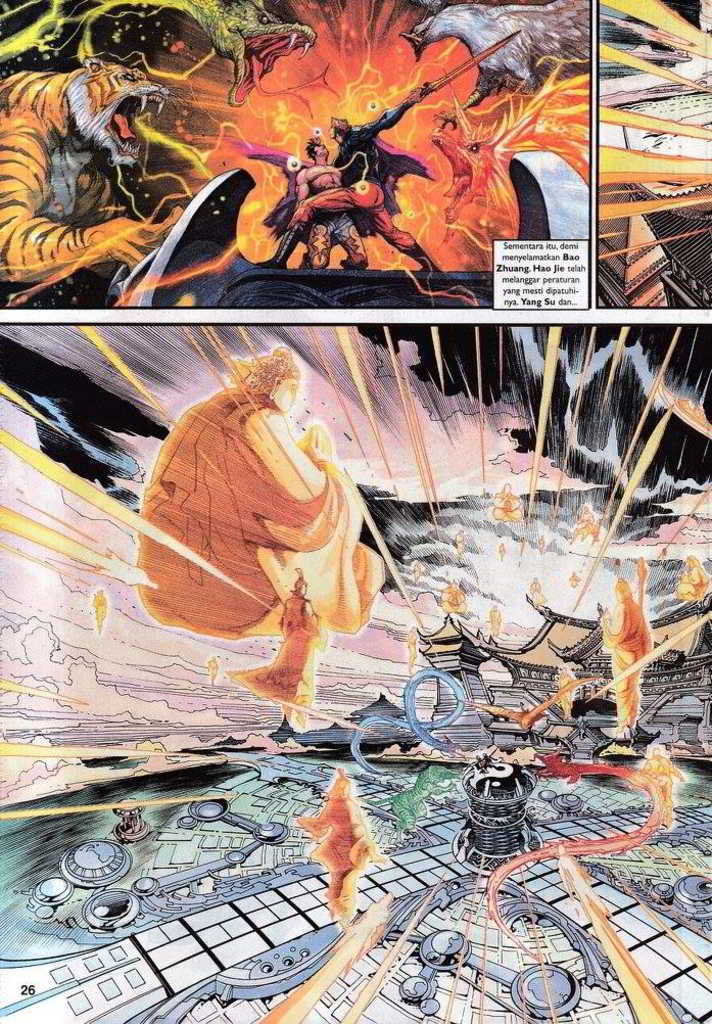 Sementara itu, demi
menyelamatkan Bao
Zhuang, Hao Jie telah
melanggar peraturan
yang mesti dipatuhi-
nya. Yang Su dan...
26